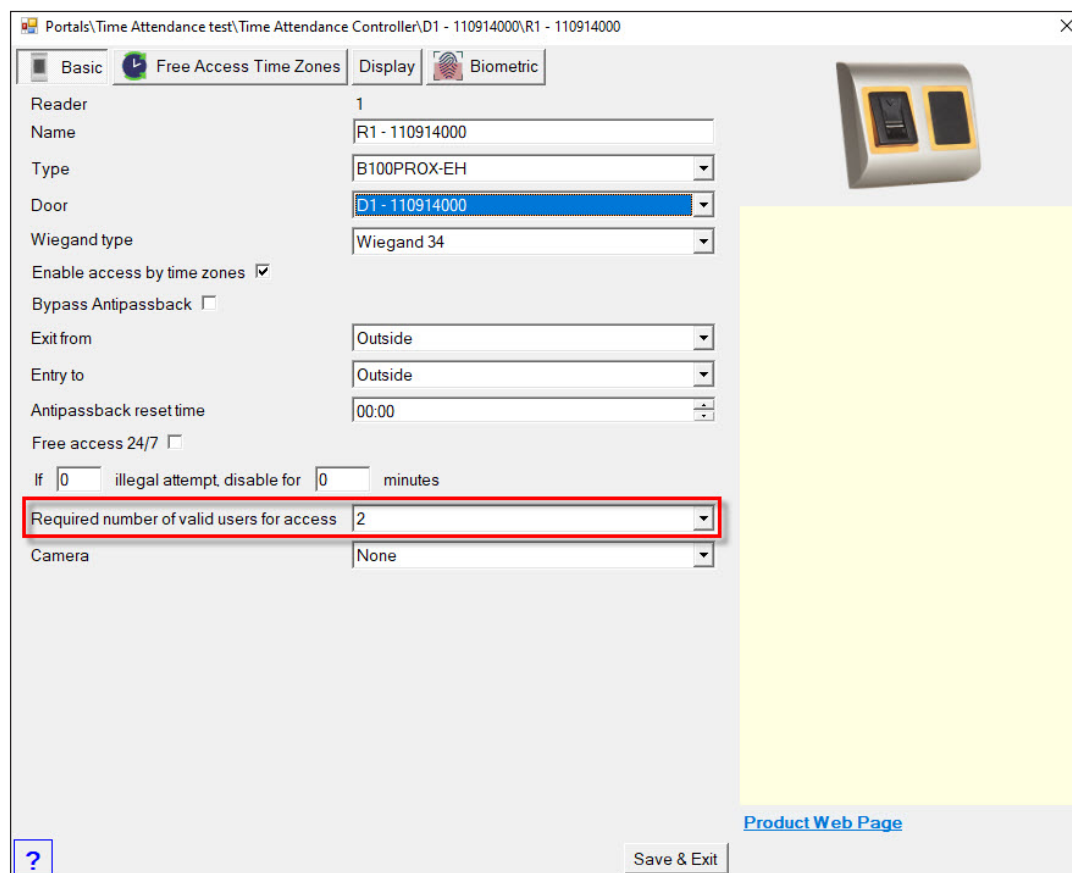 Portals\Time Attendance test\Time Attendance Controller\D1 - 110914000\R1 - 110914000
Basic Free Access Time Zones Display Biometric
Reader 1
Name R1 - 110914000
Type B100PROX-EH
Door D1 - 110914000
Wiegand type Wiegand 34
Enable access by time zones
Bypass Antipassback
Exit from Outside
Entry to Outside
Antipassback reset time 00:00
Free access 24/7
If 0 illegal attempt, disable for 0 minutes
Required number of valid users for access 2
Camera None
Product Web Page
? Save & Exit